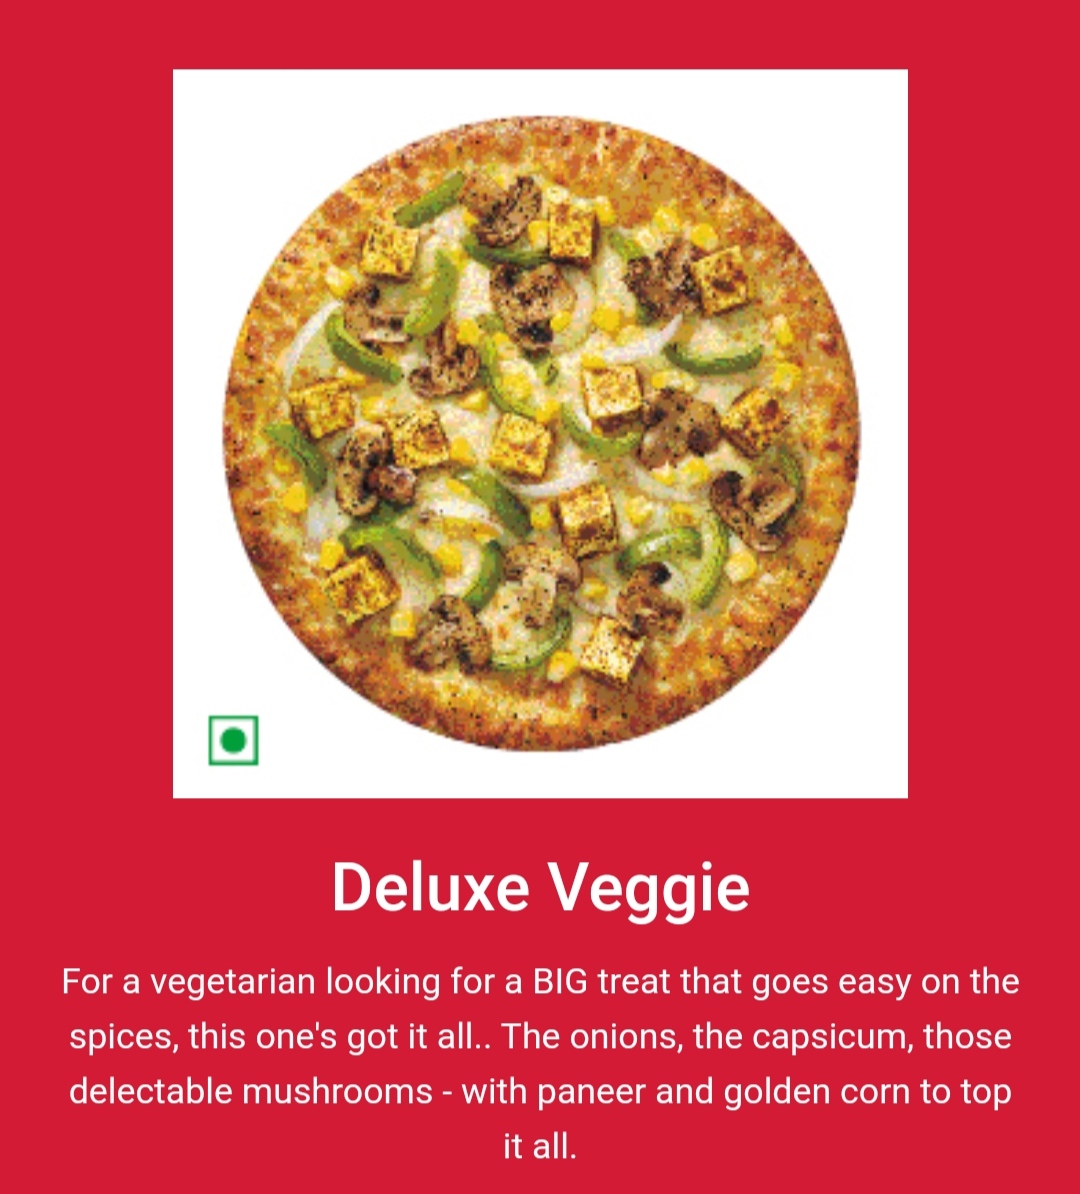 Deluxe Veggie
For a vegetarian looking for a BIG treat that goes easy on the
spices, this one's got it all.. The onions, the capsicum, those
delectable mushrooms - with paneer and golden corn to top
it all.